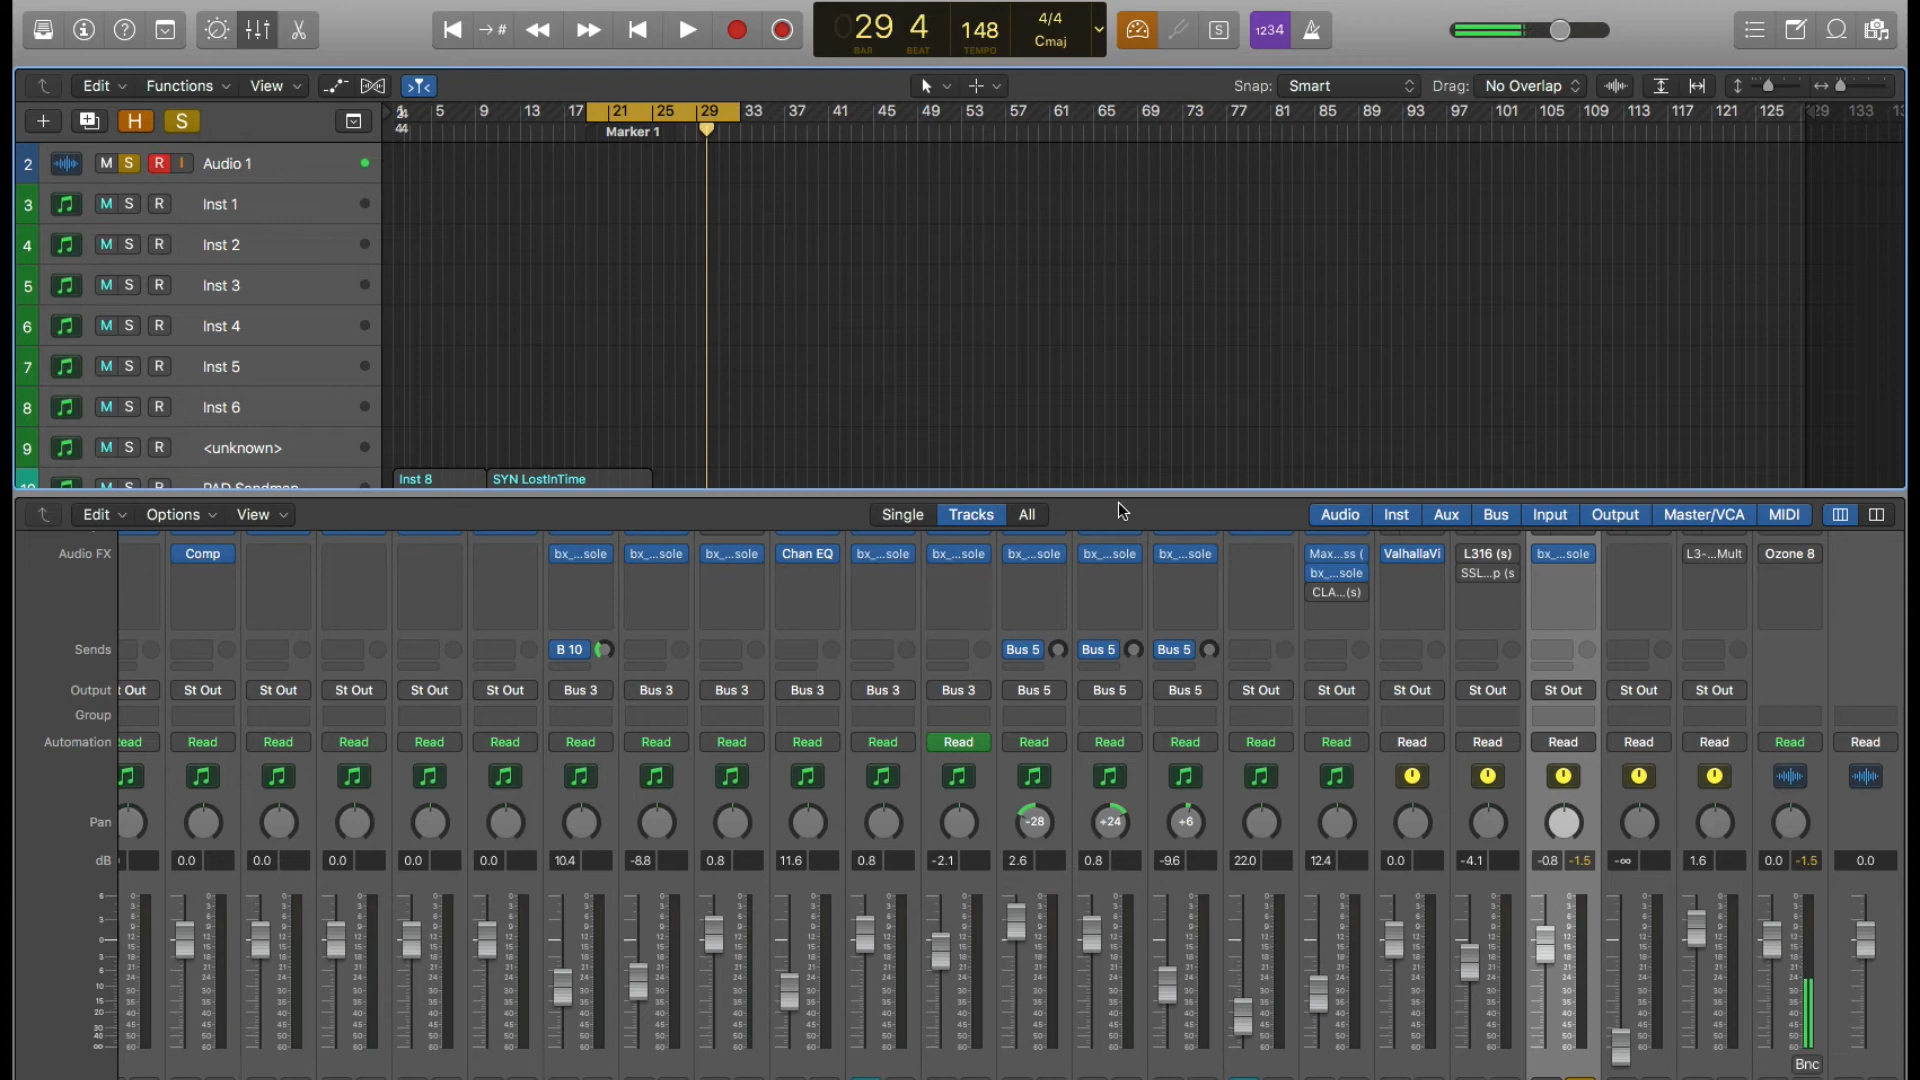 29 4 148 4/4
BAR BEAT TEMPO Cmaj
S 1234
Edit Functions View Snap: Smart Drag: No Overlap
H S
5 9 13 17 21 25 29 33 37 41 45 49 53 57 61 65 69 73 77 81 85 89 93 97 101 105 109 113 117 121 125 129 133
Marker 1
2 M S R I Audio 1
3 M S R Inst 1
4 M S R Inst 2
5 M S R Inst 3
6 M S R Inst 4
7 M S R Inst 5
8 M S R Inst 6
9 M S R <unknown>
Inst 8 SYN LostInTime
Edit Options View Single Tracks All Audio Inst Aux Bus Input Output Master/VCA MIDI
Audio FX Comp bx_...sole bx_...sole bx_...sole Chan EQ bx_...sole bx_...sole bx_...sole bx_...sole bx_...sole Max...ss ( ValhallaVi L316 (s) bx_...sole L3-...Mult Ozone 8
bx_...sole SSL...p (s
CLA...(s)
Sends B 10 Bus 5 Bus 5 Bus 5
Output t Out St Out St Out St Out St Out St Out Bus 3 Bus 3 Bus 3 Bus 3 Bus 3 Bus 3 Bus 5 Bus 5 Bus 5 St Out St Out St Out St Out St Out St Out St Out
Group
Automation Read Read Read Read Read Read Read Read Read Read Read Read Read Read Read Read Read Read Read Read Read Read Read
Pan -28 +24 +6
dB 0.0 0.0 0.0 0.0 0.0 10.4 -8.8 0.8 11.6 0.8 -2.1 2.6 0.8 -9.6 22.0 12.4 0.0 -4.1 -0.8 -1.5 -∞ 1.6 0.0 -1.5 0.0
Bnc